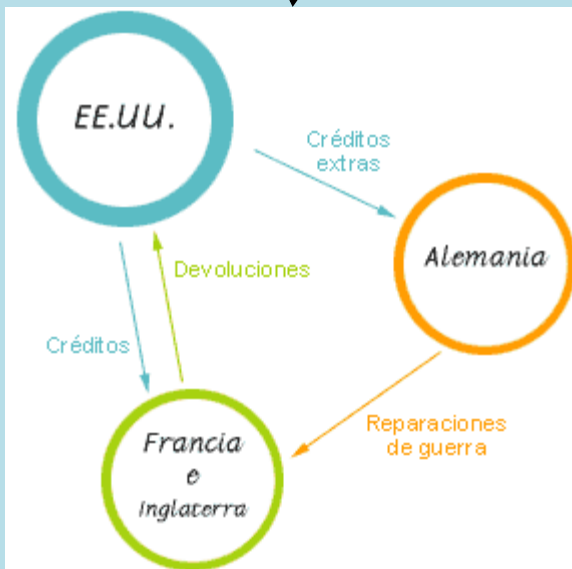 EE.UU.
Créditos
extras
Alemania
Devoluciones
Créditos
Francia
e
Inglaterra
Reparaciones
de guerra